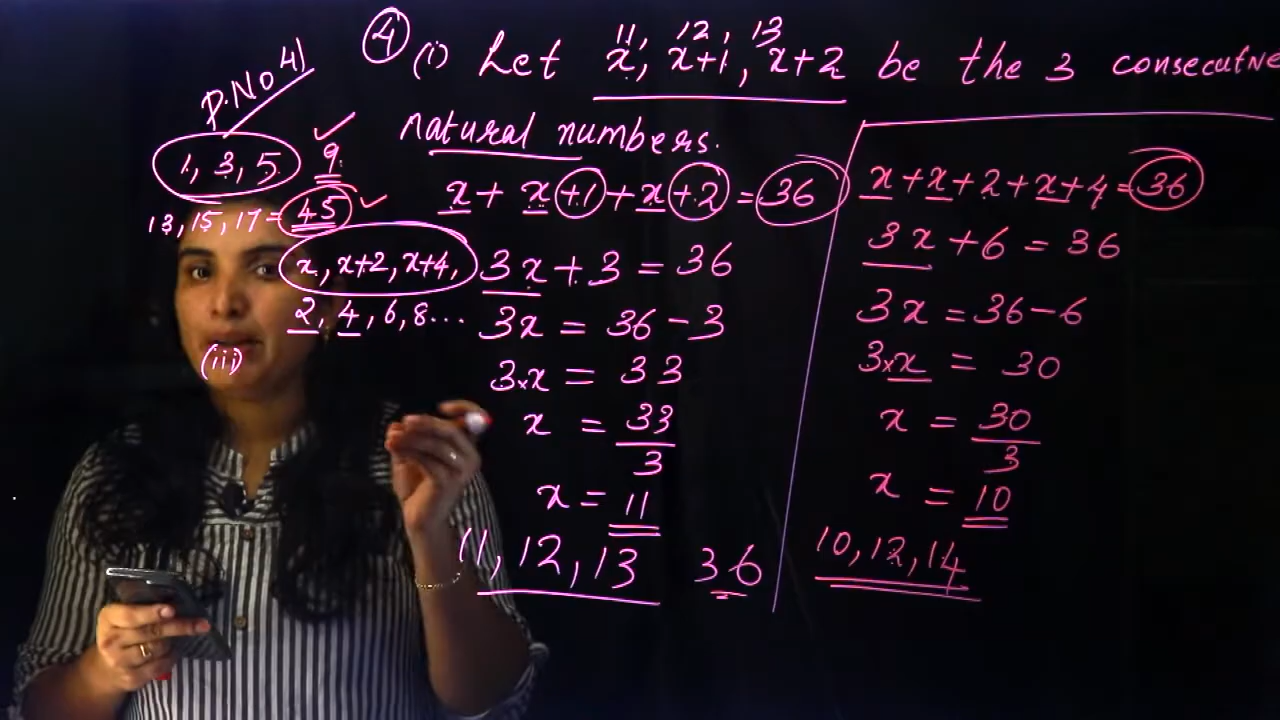 P.No 41
④ (i) Let x, x+1, x+2 be the 3 consecutive
11, 12, 13
natural numbers.
1, 3, 5 9
13, 15, 17 = 45
x, x+2, x+4,
2, 4, 6, 8...
(iii)
x + x+1 + x+2 = 36
3x + 3 = 36
3x = 36 - 3
3×x = 33
x = 33/3
x = 11
11, 12, 13 36
x + x + 2 + x + 4 = 36
3x + 6 = 36
3x = 36 - 6
3×x = 30
x = 30/3
x = 10
10, 12, 14